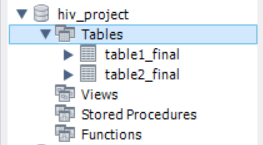 hiv_project
Tables
table1_final
table2_final
Views
Stored Procedures
Functions